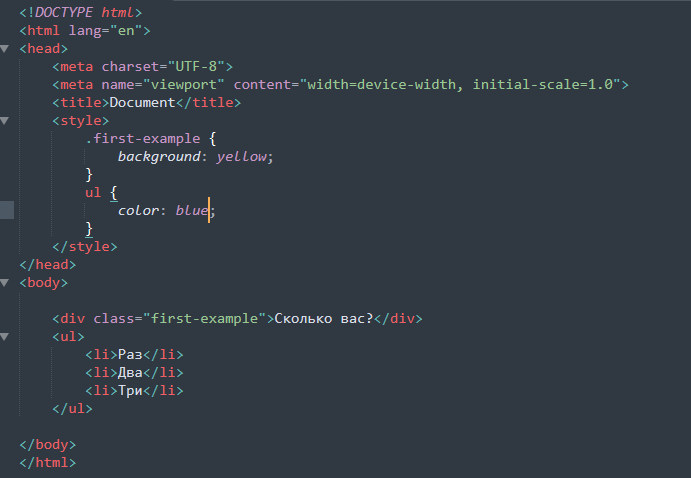 <!DOCTYPE html>
<html lang="en">
<head>
    <meta charset="UTF-8">
    <meta name="viewport" content="width=device-width, initial-scale=1.0">
    <title>Document</title>
    <style>
        .first-example {
            background: yellow;
        }
        ul {
            color: blue;
        }
    </style>
</head>
<body>

    <div class="first-example">Сколько вас?</div>
    <ul>
        <li>Раз</li>
        <li>Два</li>
        <li>Три</li>
    </ul>

</body>
</html>